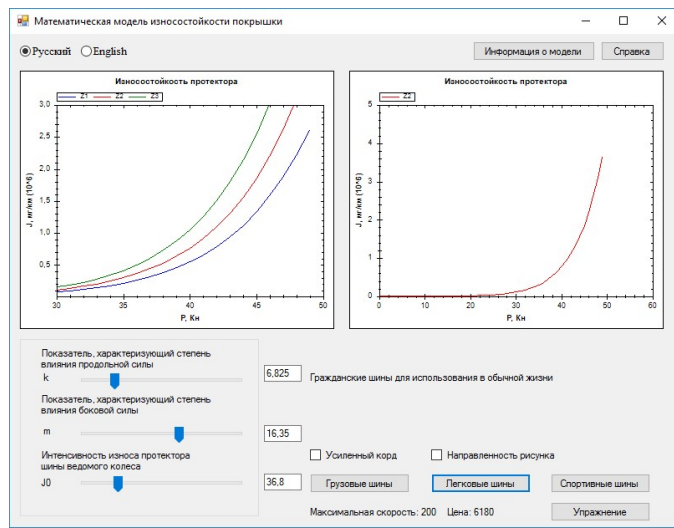 Математическая модель износостойкости покрышки
Русский English Информация о модели Справка
Износостойкость протектора
Z1 Z2 Z3
3,0
2,5
2,0
1,5
1,0
0,5
J, мг/км (10^6)
30 35 40 45 50
P, Кн
Износостойкость протектора
Z2
5
4
3
2
1
0
J, мг/км (10^6)
0 10 20 30 40 50 60
P, Кн
Показатель, характеризующий степень
влияния продольной силы
k 6,825 Гражданские шины для использования в обычной жизни
Показатель, характеризующий степень
влияния боковой силы
m 16,35
Интенсивность износа протектора
шины ведомого колеса
Усиленный корд Направленность рисунка
J0 36,8 Грузовые шины Легковые шины Спортивные шины
Максимальная скорость: 200 Цена: 6180 Упражнение